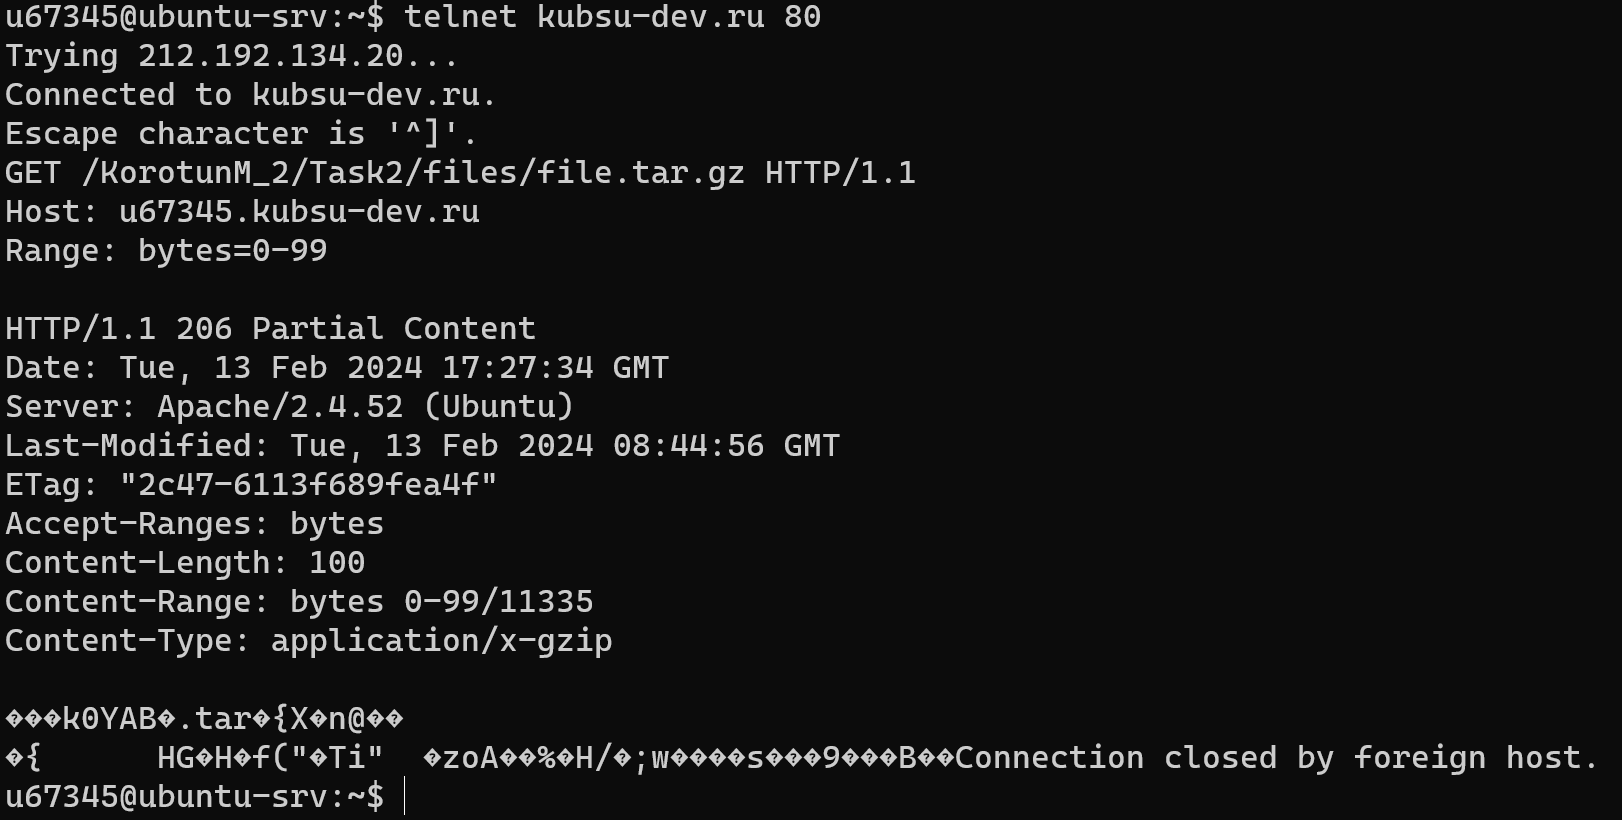 u67345@ubuntu-srv:~$ telnet kubsu-dev.ru 80
Trying 212.192.134.20...
Connected to kubsu-dev.ru.
Escape character is '^]'.
GET /KorotunM_2/Task2/files/file.tar.gz HTTP/1.1
Host: u67345.kubsu-dev.ru
Range: bytes=0-99

HTTP/1.1 206 Partial Content
Date: Tue, 13 Feb 2024 17:27:34 GMT
Server: Apache/2.4.52 (Ubuntu)
Last-Modified: Tue, 13 Feb 2024 08:44:56 GMT
ETag: "2c47-6113f689fea4f"
Accept-Ranges: bytes
Content-Length: 100
Content-Range: bytes 0-99/11335
Content-Type: application/x-gzip

���k0YAB�.tar�{X�n@��
�{      HG�H�f("�Ti"  �zoA��%�H/�;w����s���9���B��Connection closed by foreign host.
u67345@ubuntu-srv:~$